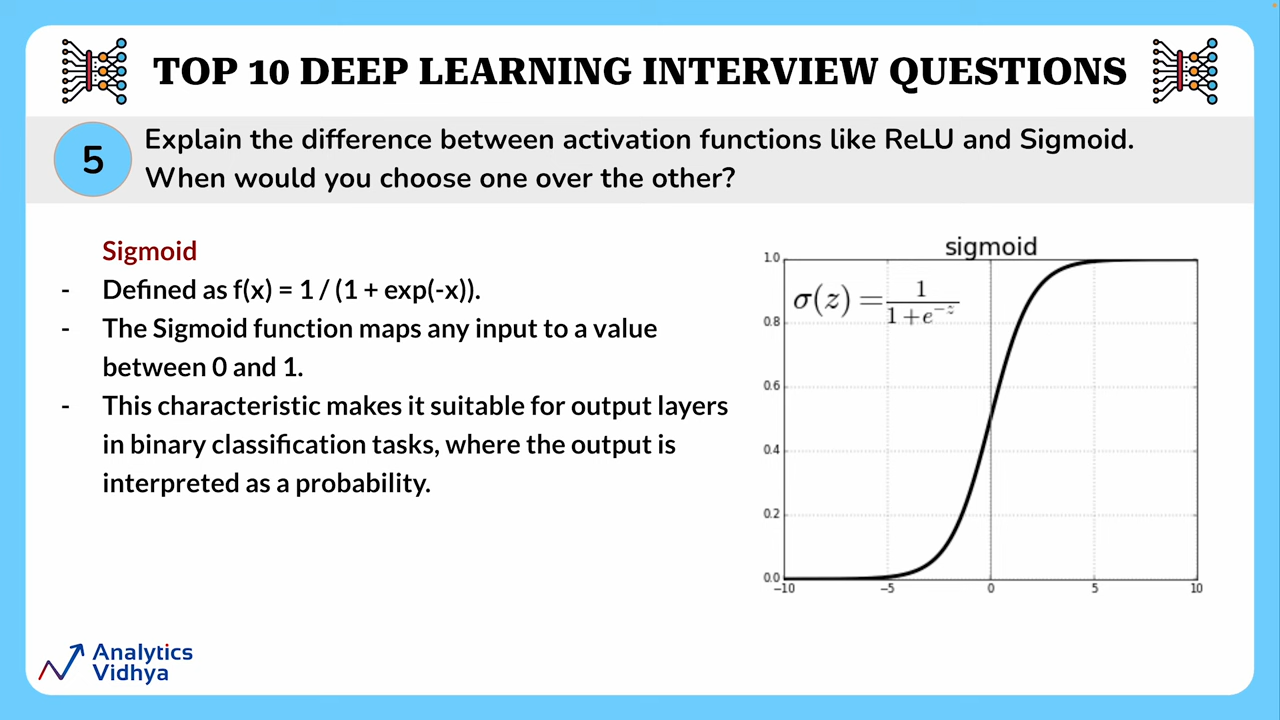 TOP 10 DEEP LEARNING INTERVIEW QUESTIONS
5
Explain the difference between activation functions like ReLU and Sigmoid.
When would you choose one over the other?
Sigmoid
- Defined as f(x) = 1 / (1 + exp(-x)).
- The Sigmoid function maps any input to a value
between 0 and 1.
- This characteristic makes it suitable for output layers
in binary classification tasks, where the output is
interpreted as a probability.
sigmoid
σ(z) = 1/(1+e^{-z})
1.0
0.8
0.6
0.4
0.2
0.0
−10 −5 0 5 10
Analytics
Vidhya